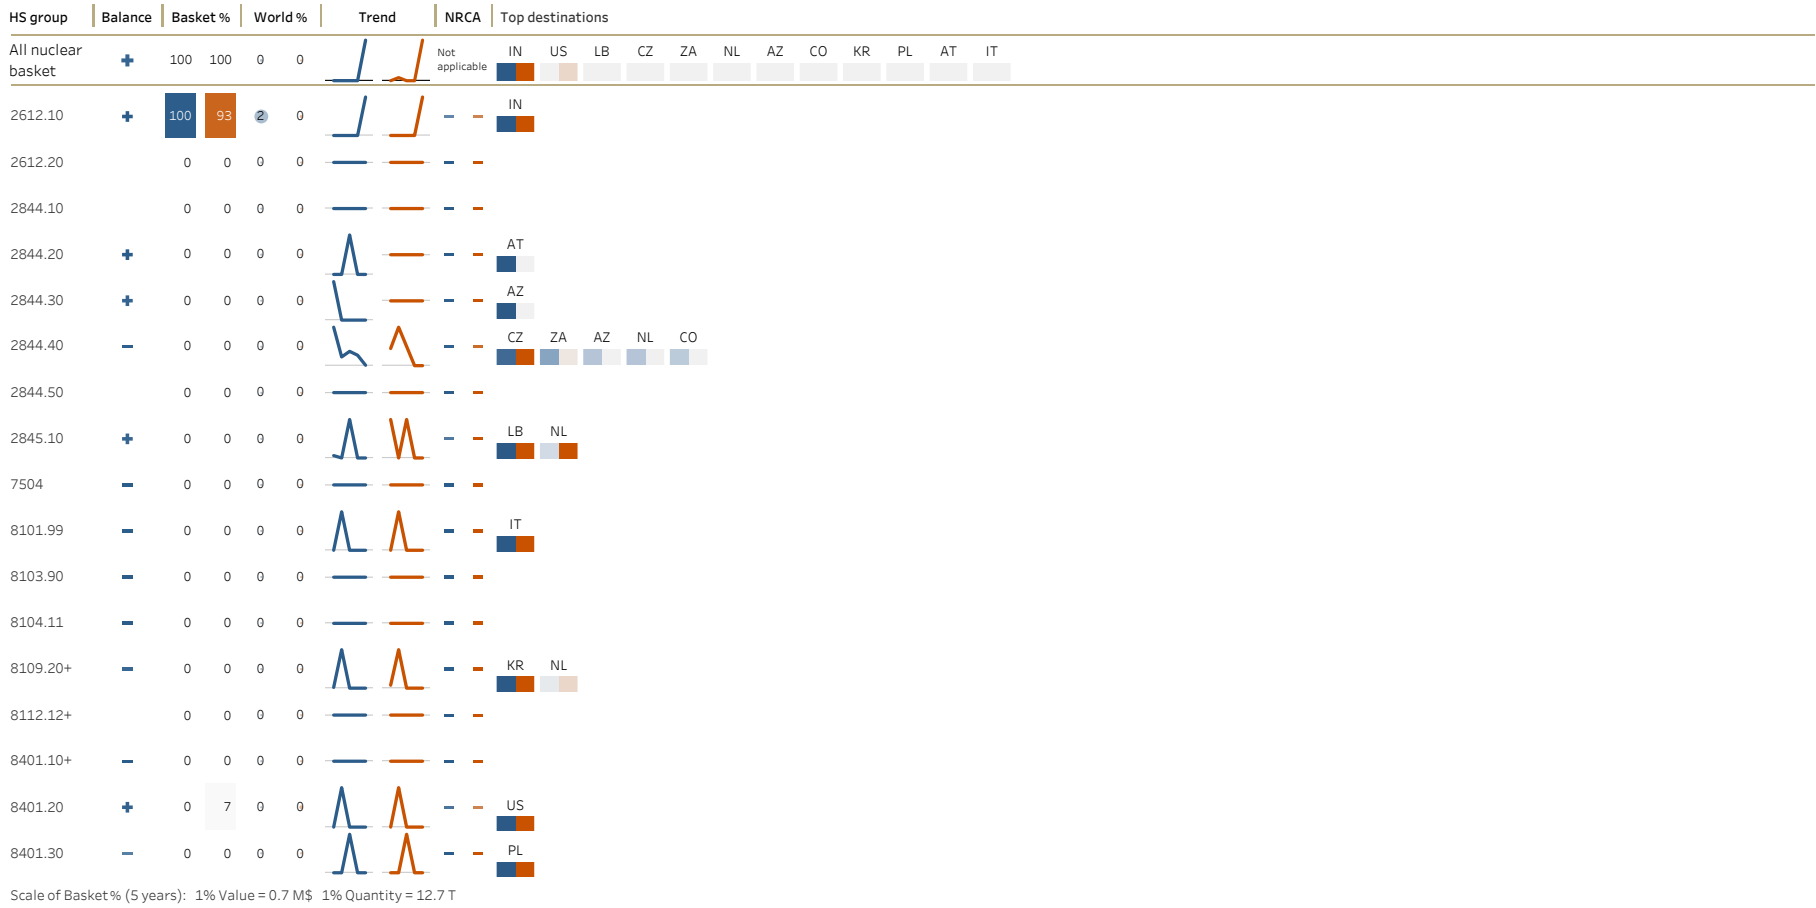 HS group Balance Basket % World % Trend NRCA Top destinations
All nuclear basket 100 100 0 0 Not applicable IN US LB CZ ZA NL AZ CO KR PL AT IT
2612.10 100 93 2 0 IN
2612.20 0 0 0 0
2844.10 0 0 0 0
2844.20 0 0 0 0 AT
2844.30 0 0 0 0 AZ
2844.40 0 0 0 0 CZ ZA AZ NL CO
2844.50 0 0 0 0
2845.10 0 0 0 0 LB NL
7504 0 0 0 0
8101.99 0 0 0 0 IT
8103.90 0 0 0 0
8104.11 0 0 0 0
8109.20+ 0 0 0 0 KR NL
8112.12+ 0 0 0 0
8401.10+ 0 0 0 0
8401.20 0 7 0 0 US
8401.30 0 0 0 0 PL
Scale of Basket% (5 years): 1% Value = 0.7 M$ 1% Quantity = 12.7 T